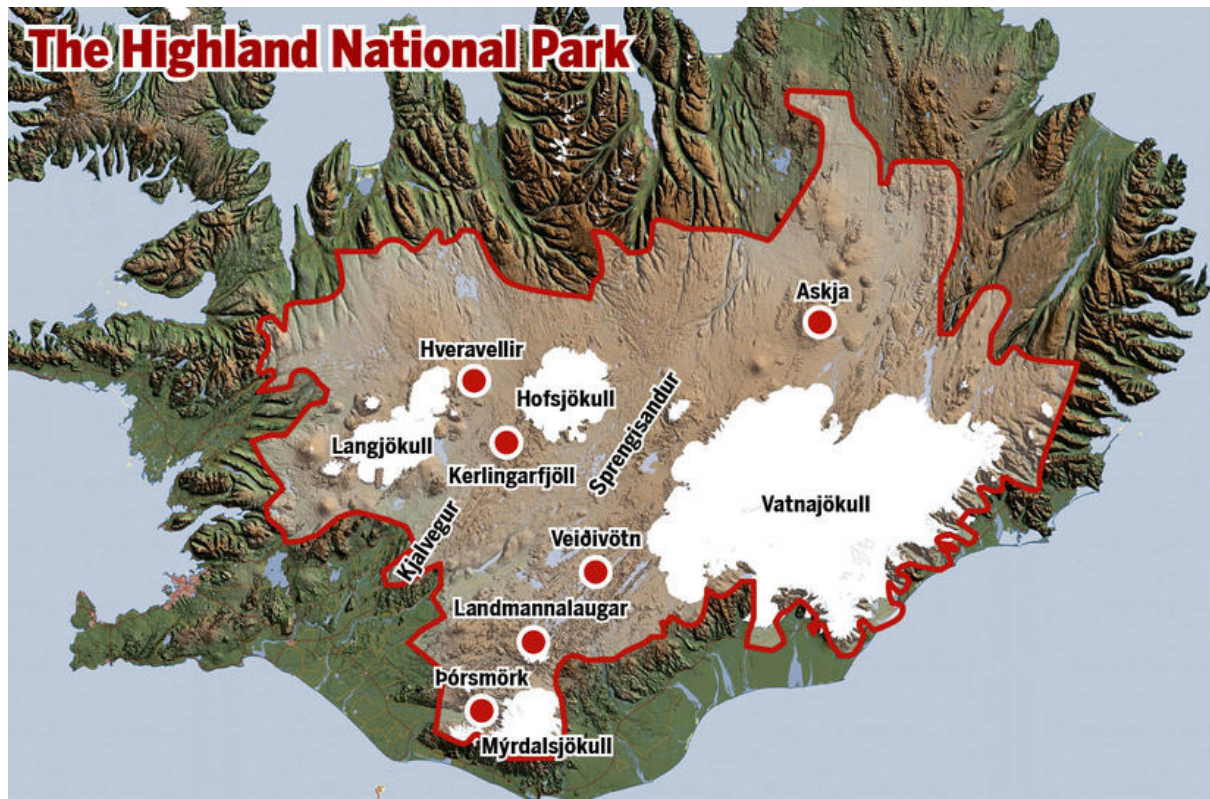 The Highland National Park
Askja
Hveravellir
Hofsjökull
Langjökull
Kerlingarfjöll
Sprengisandur
Vatnajökull
Kjalvegur
Veiðivötn
Landmannalaugar
Þórsmörk
Mýrdalsjökull